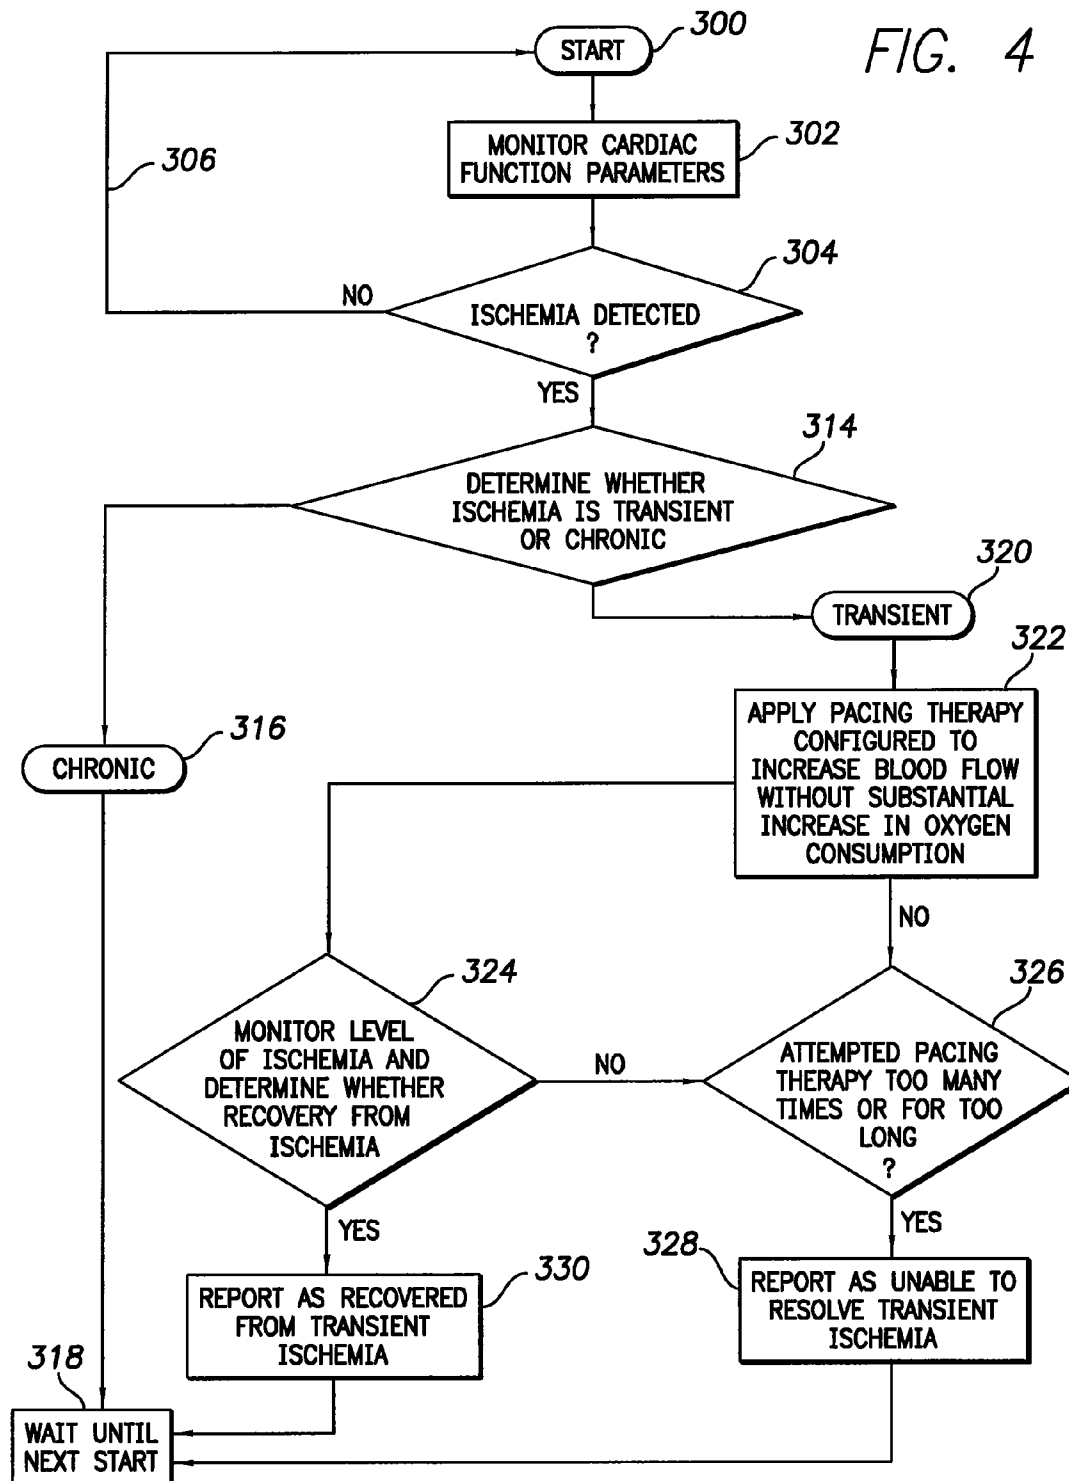 FIG. 4
START
300
MONITOR CARDIAC
FUNCTION PARAMETERS
302
306
304
NO
ISCHEMIA DETECTED
?
YES
314
DETERMINE WHETHER
ISCHEMIA IS TRANSIENT
OR CHRONIC
320
TRANSIENT
322
APPLY PACING THERAPY
CONFIGURED TO
INCREASE BLOOD FLOW
WITHOUT SUBSTANTIAL
INCREASE IN OXYGEN
CONSUMPTION
316
CHRONIC
NO
324
MONITOR LEVEL
OF ISCHEMIA AND
DETERMINE WHETHER
RECOVERY FROM
ISCHEMIA
NO
326
ATTEMPTED PACING
THERAPY TOO MANY
TIMES OR FOR TOO
LONG
?
YES
YES
330
REPORT AS RECOVERED
FROM TRANSIENT
ISCHEMIA
328
REPORT AS UNABLE TO
RESOLVE TRANSIENT
ISCHEMIA
318
WAIT UNTIL
NEXT START